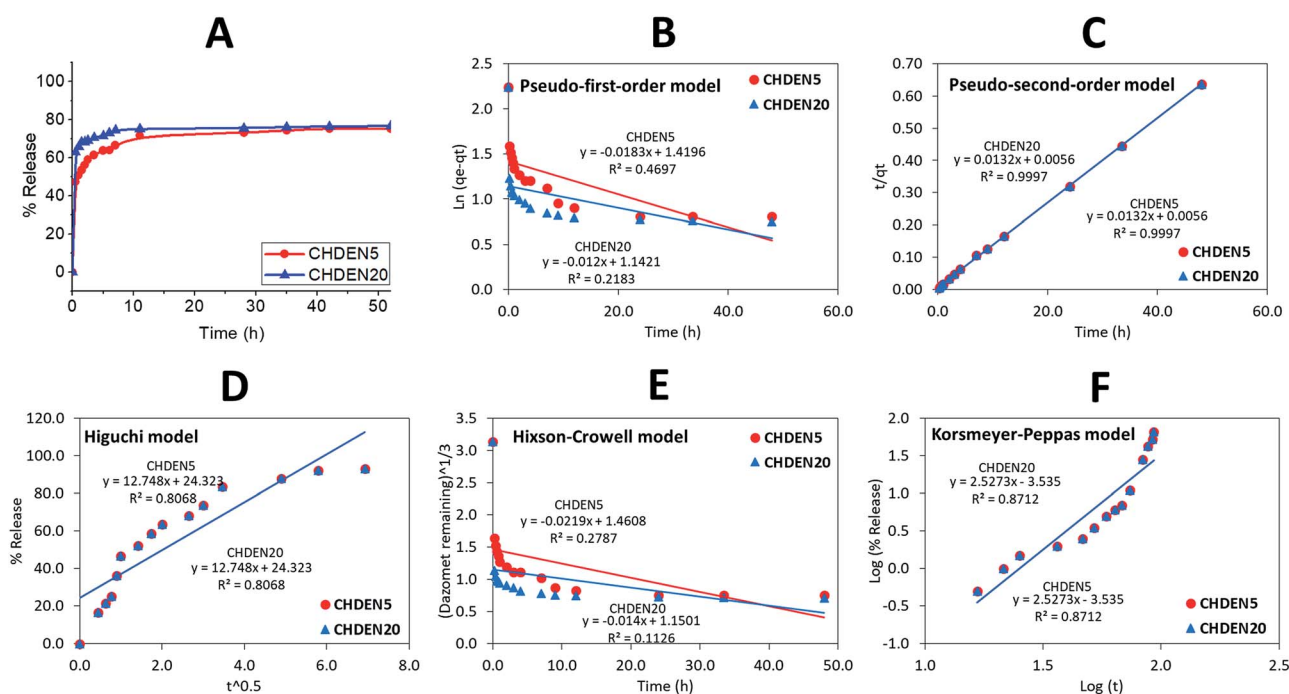 A
100
80
60
40
20
0
% Release
CHDEN5
CHDEN20
0
10
20
30
40
50
Time (h)
B
2.5
2.0
1.5
1.0
0.5
0.0
Ln (qe-qt)
Pseudo-first-order model
CHDEN5
CHDEN20
CHDEN5
y = -0.0183x + 1.4196
R² = 0.4697
CHDEN20
y = -0.012x + 1.1421
R² = 0.2183
0.0
20.0
40.0
60.0
Time (h)
C
0.70
0.60
0.50
0.40
0.30
0.20
0.10
0.00
t/qt
Pseudo-second-order model
CHDEN20
y = 0.0132x + 0.0056
R² = 0.9997
CHDEN5
y = 0.0132x + 0.0056
R² = 0.9997
CHDEN5
CHDEN20
0.0
20.0
40.0
60.0
Time (h)
D
120.0
100.0
80.0
60.0
40.0
20.0
0.0
% Release
Higuchi model
CHDEN5
y = 12.748x + 24.323
R² = 0.8068
CHDEN20
y = 12.748x + 24.323
R² = 0.8068
CHDEN5
CHDEN20
0.0
2.0
4.0
6.0
8.0
t^0.5
E
3.5
3.0
2.5
2.0
1.5
1.0
0.5
0.0
(Dazomet remaining)^1/3
Hixson-Crowell model
CHDEN5
CHDEN20
CHDEN5
y = -0.0219x + 1.4608
R² = 0.2787
CHDEN20
y = -0.014x + 1.1501
R² = 0.1126
0.0
10.0
20.0
30.0
40.0
50.0
Time (h)
F
2.0
1.5
1.0
0.5
0.0
-0.5
-1.0
Log (% Release)
Korsmeyer-Peppas model
CHDEN20
y = 2.5273x - 3.535
R² = 0.8712
CHDEN5
y = 2.5273x - 3.535
R² = 0.8712
CHDEN5
CHDEN20
1.0
1.5
2.0
2.5
Log (t)